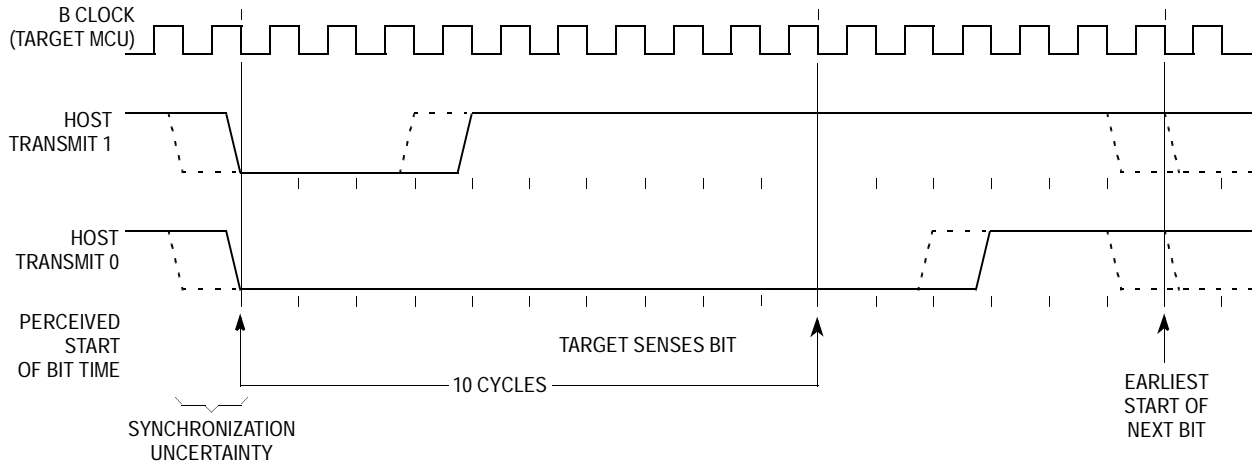 B CLOCK
(TARGET MCU)
HOST
TRANSMIT 1
HOST
TRANSMIT 0
PERCEIVED
START
OF BIT TIME
TARGET SENSES BIT
10 CYCLES
EARLIEST
START OF
NEXT BIT
SYNCHRONIZATION
UNCERTAINTY